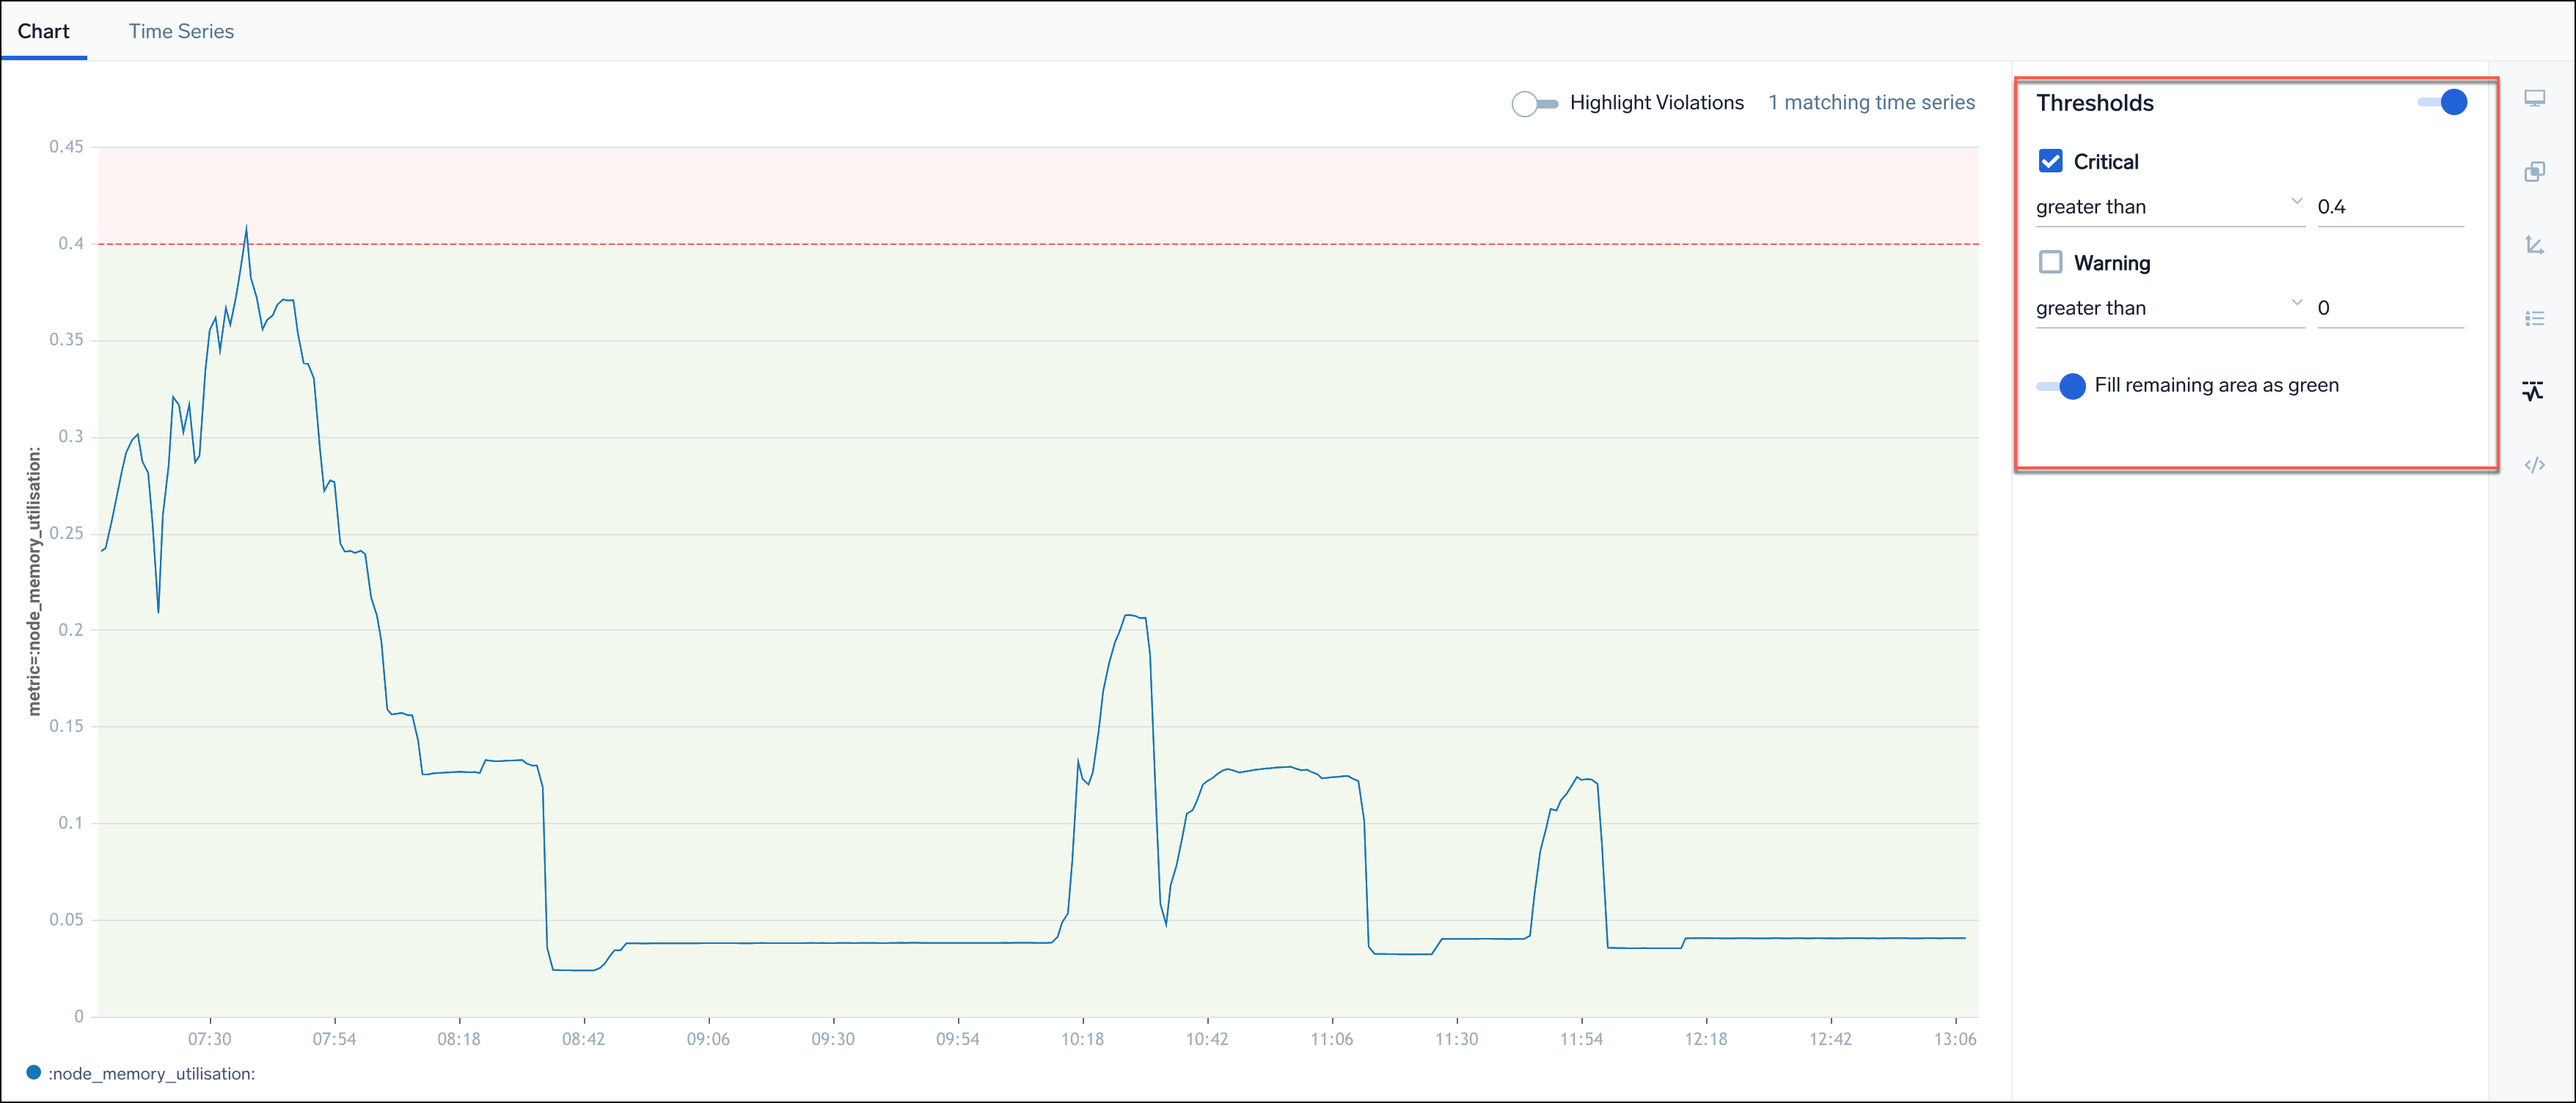 Chart
Time Series
Highlight Violations
1 matching time series
0.45
0.4
0.35
0.3
0.25
0.2
0.15
0.1
0.05
0
metric=:node_memory_utilisation:
07:30
07:54
08:18
08:42
09:06
09:30
09:54
10:18
10:42
11:06
11:30
11:54
12:18
12:42
13:06
:node_memory_utilisation:
Thresholds
Critical
greater than
0.4
Warning
greater than
0
Fill remaining area as green